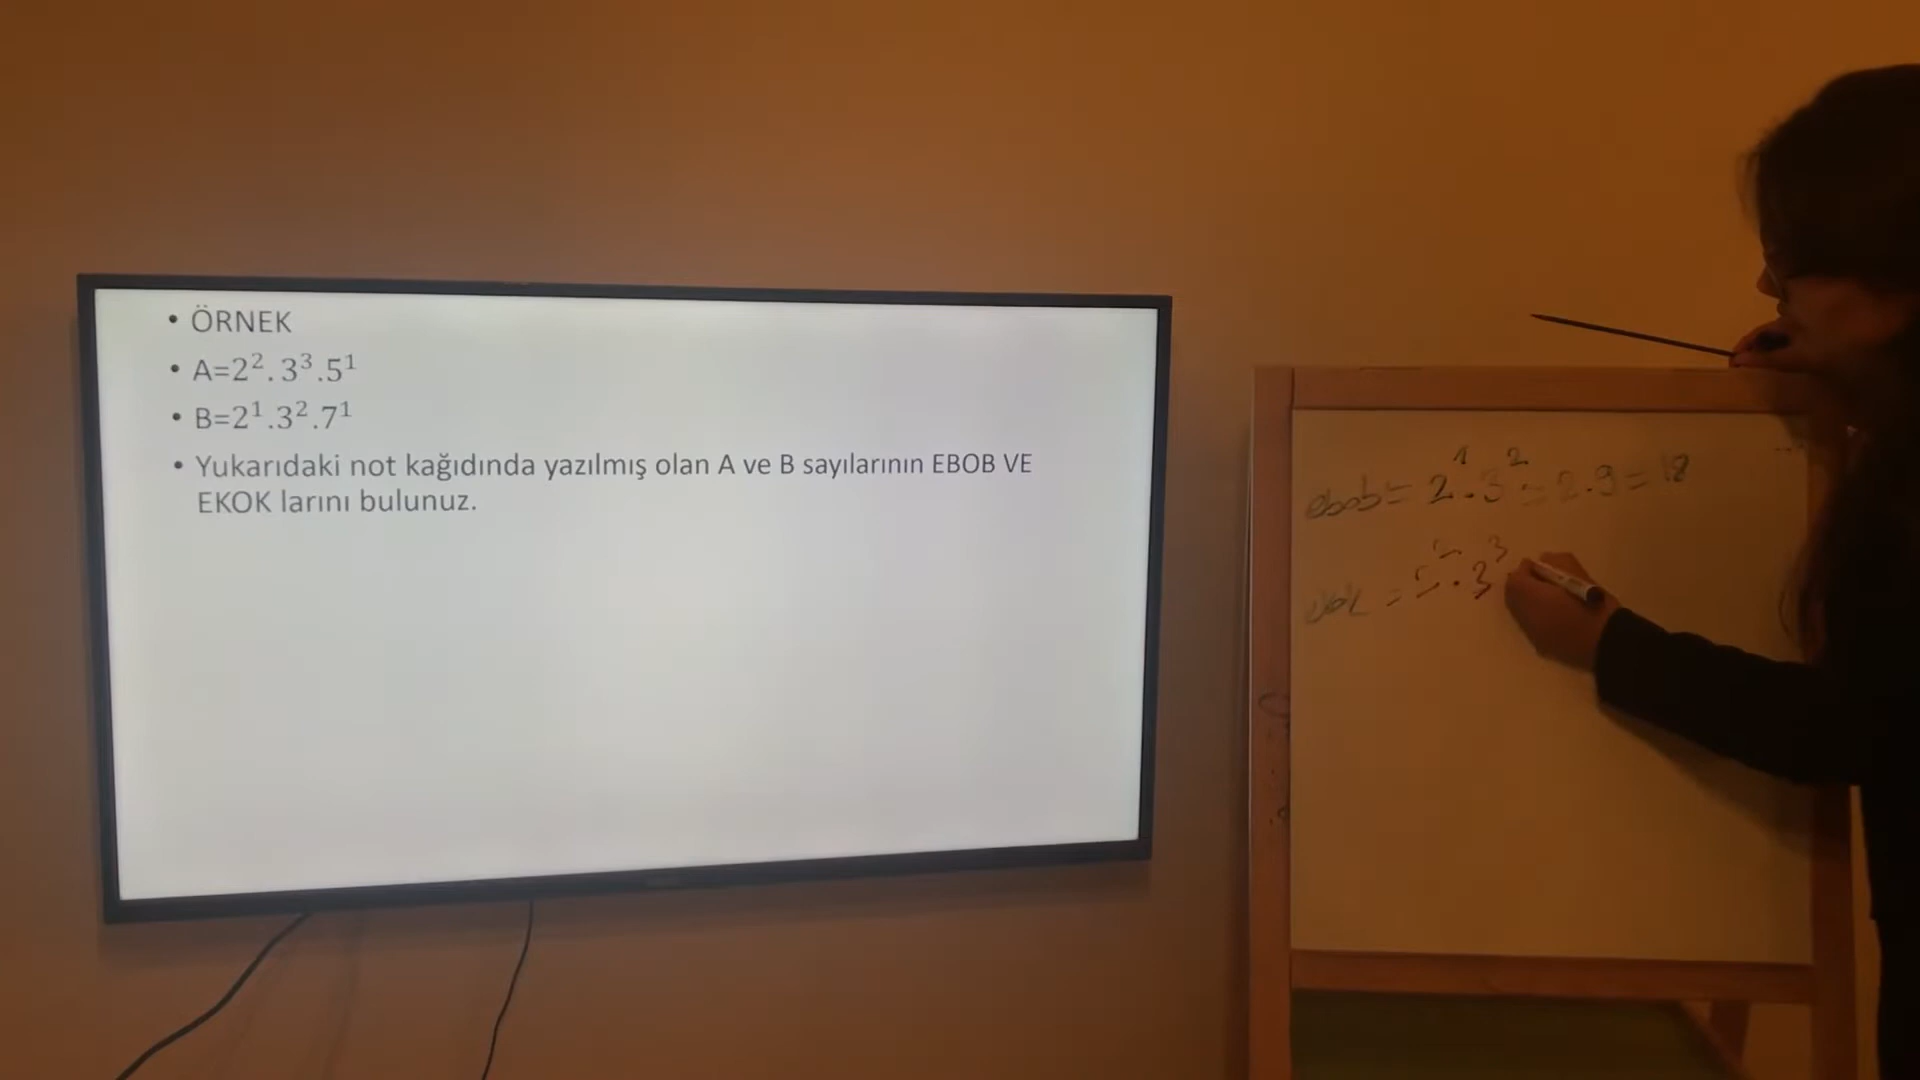 • ÖRNEK
• A=2².3³.5¹
• B=2¹.3².7¹
• Yukarıdaki not kağıdında yazılmış olan A ve B sayılarının EBOB VE
EKOK larını bulunuz.
ebob = 2¹.3² = 2.9 = 18
= 2².3³